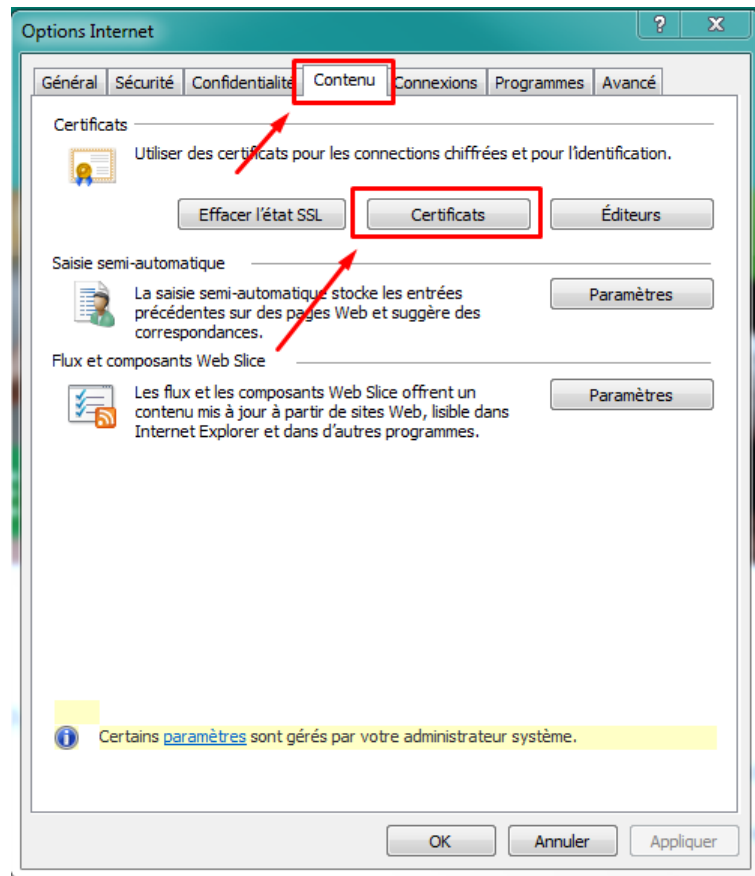 Options Internet
?
X
Général Sécurité Confidentialité Contenu Connexions Programmes Avancé
Certificats
Utiliser des certificats pour les connections chiffrées et pour l'identification.
Effacer l'état SSL Certificats Éditeurs
Saisie semi-automatique
La saisie semi-automatique stocke les entrées
précédentes sur des pages Web et suggère des
correspondances.
Paramètres
Flux et composants Web Slice
Les flux et les composants Web Slice offrent un
contenu mis à jour à partir de sites Web, lisible dans
Internet Explorer et dans d'autres programmes.
Paramètres
Certains paramètres sont gérés par votre administrateur système.
OK Annuler Appliquer